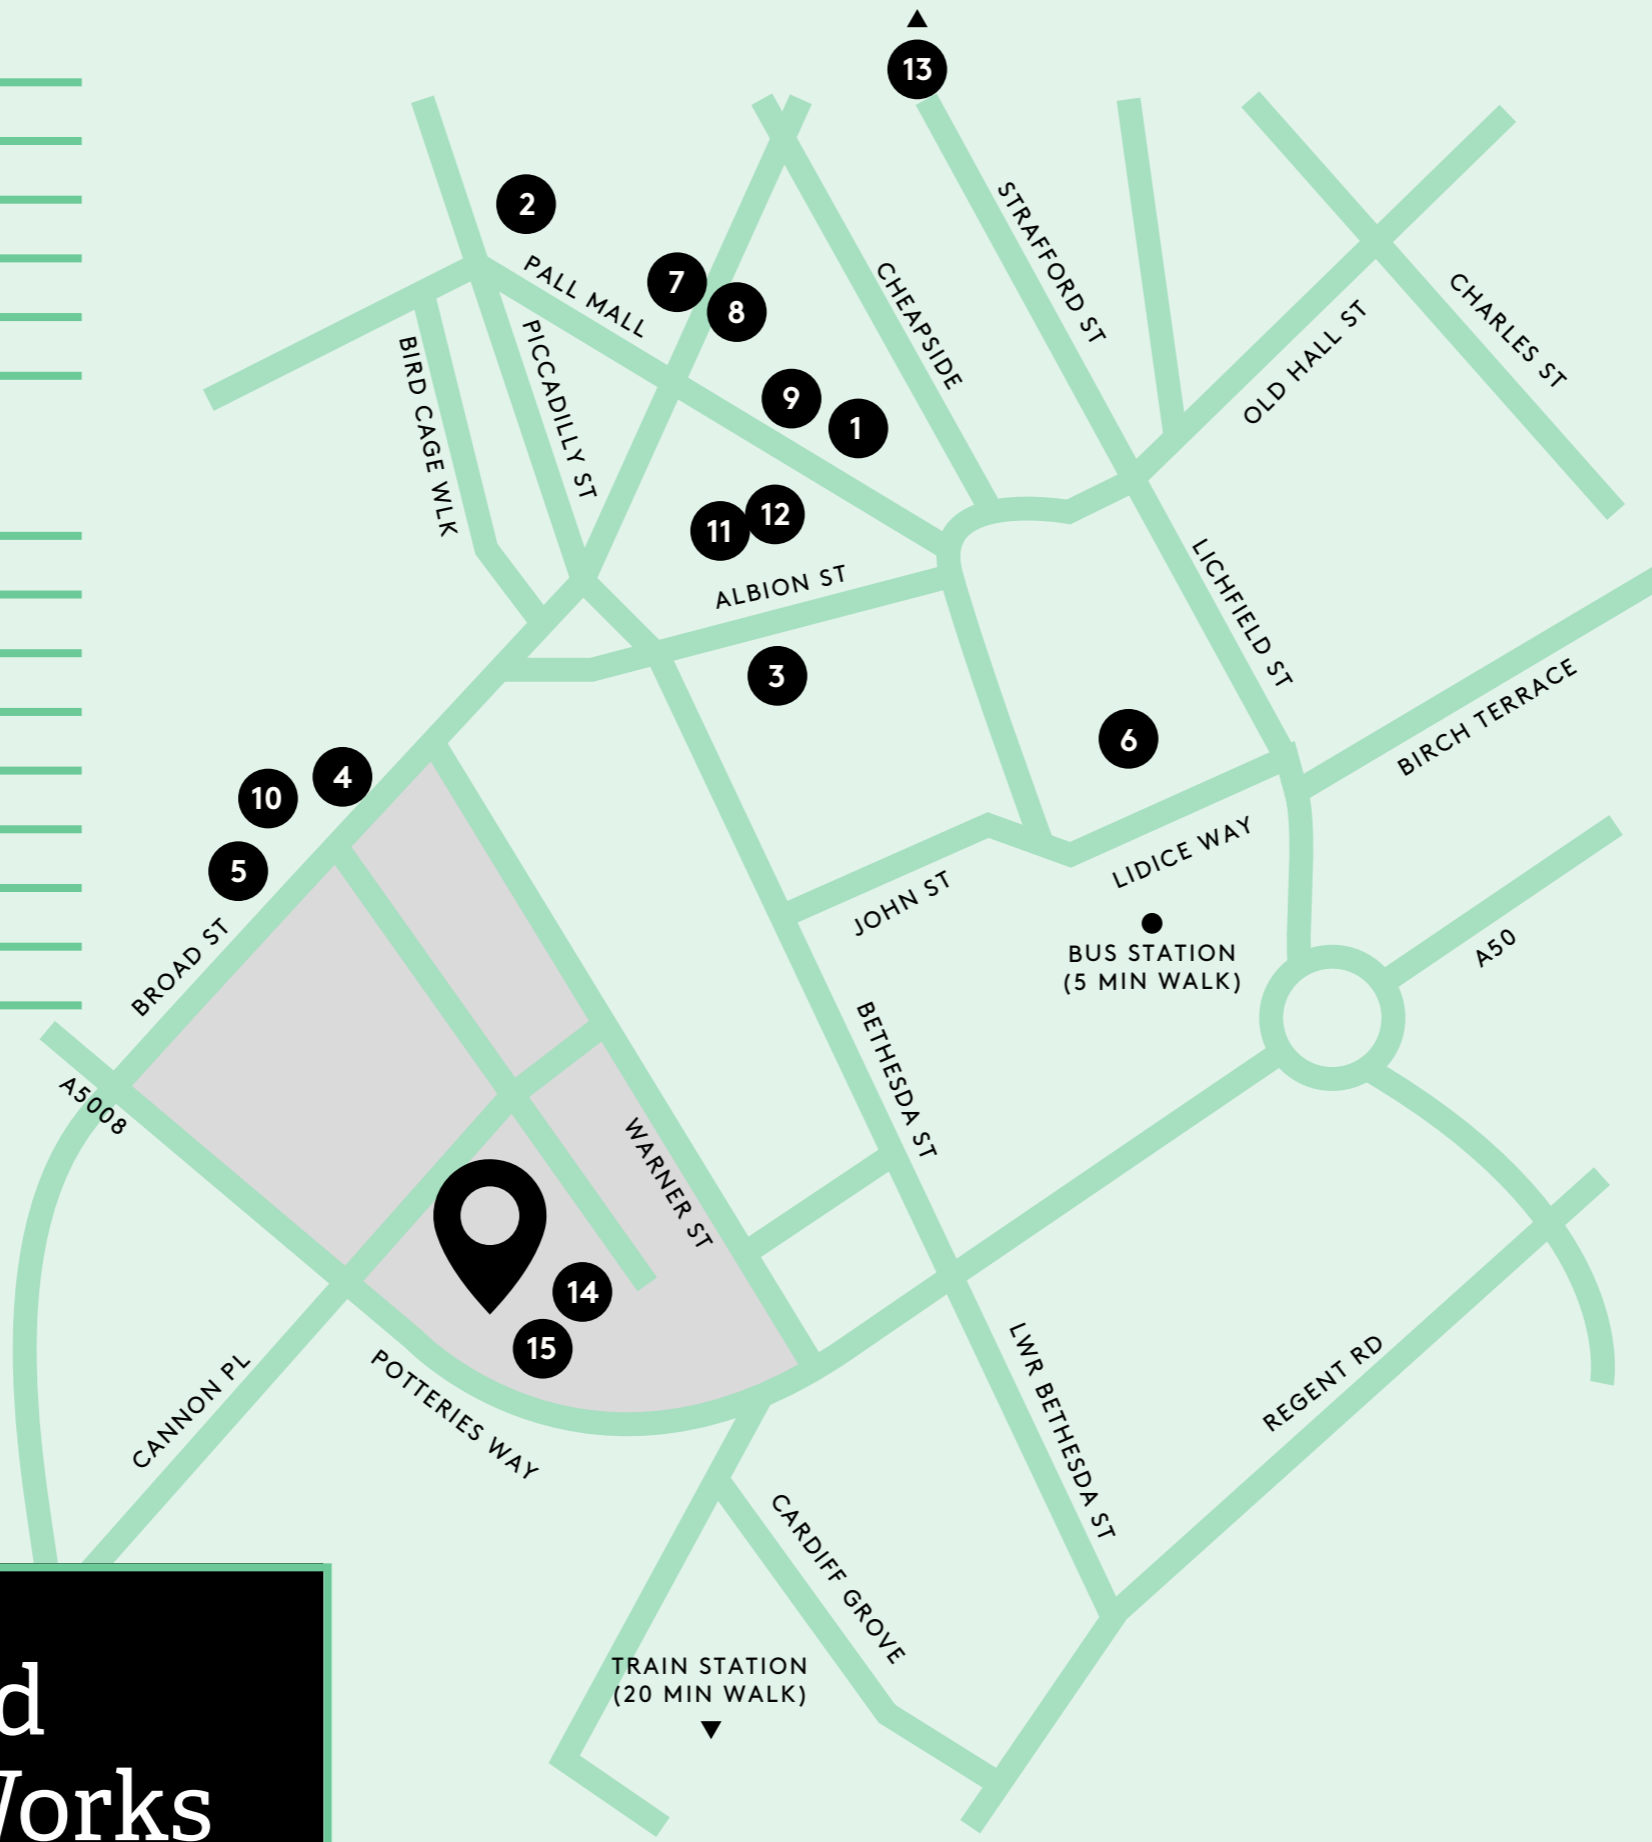 13
2
7
8
9
1
11
12
3
6
10
4
5
14
15
PALL MALL
CHEAPSIDE
STRAFFORD ST
OLD HALL ST
CHARLES ST
BIRD CAGE WLK
PICCADILLY ST
ALBION ST
LICHFIELD ST
BIRCH TERRACE
LIDICE WAY
JOHN ST
BUS STATION
(5 MIN WALK)
A50
BROAD ST
A5008
BETHESDA ST
WARNER ST
CANNON PL
POTTERIES WAY
LWR BETHESDA ST
REGENT RD
CARDIFF GROVE
TRAIN STATION
(20 MIN WALK)
d
orks